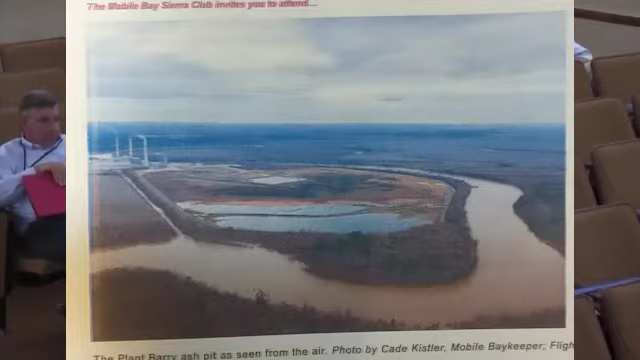 The Mobile Bay Sierra Club invites you to attend...
The Plant Barry ash pit as seen from the air. Photo by Cade Kistler, Mobile Baykeeper; Fligh